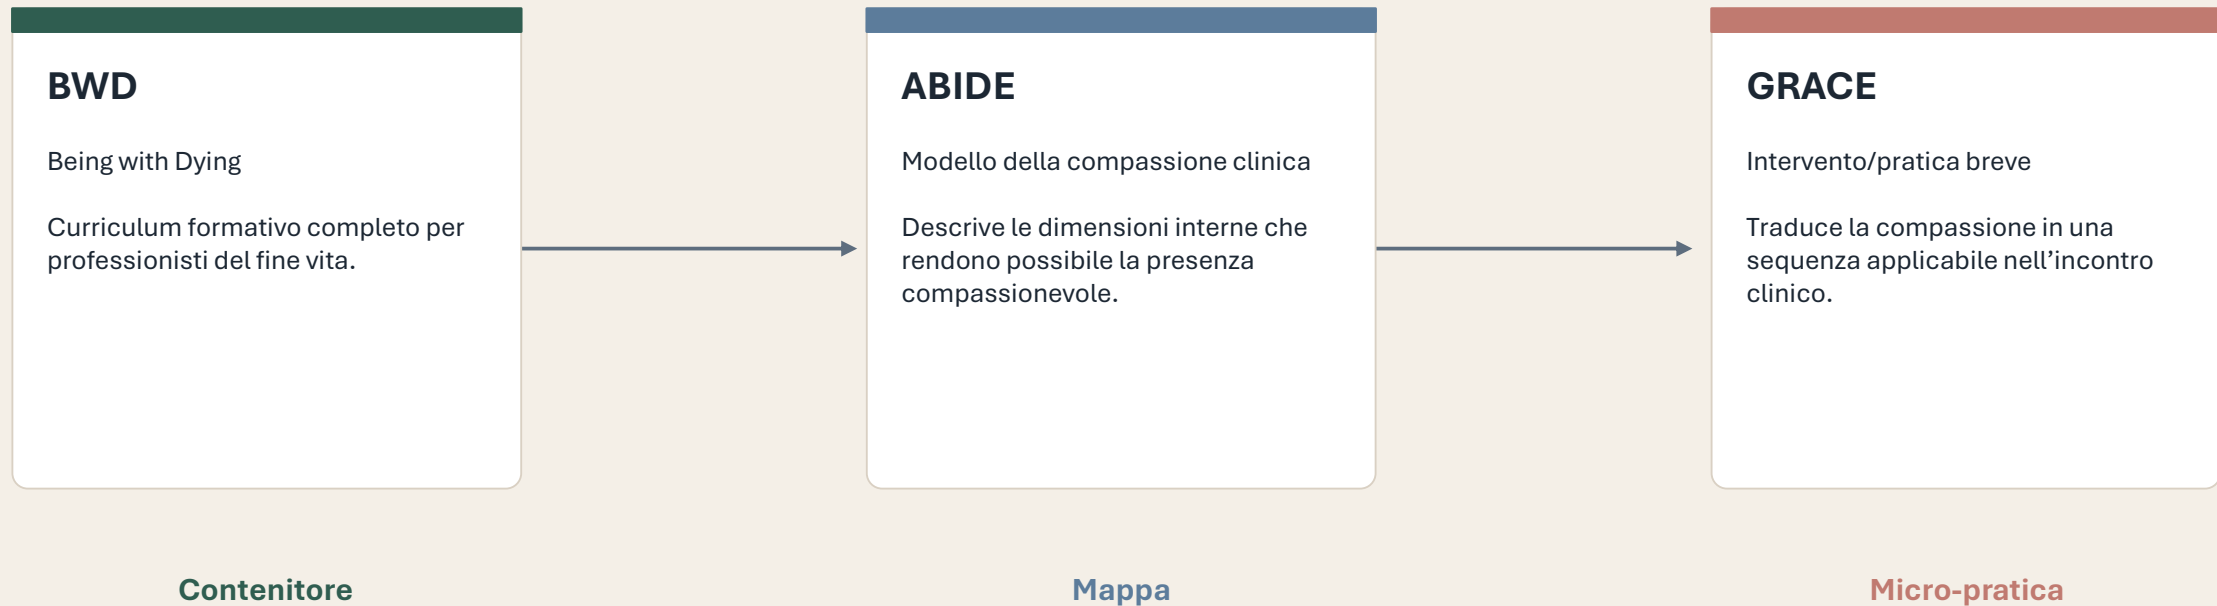 BWD
Being with Dying
Curriculum formativo completo per
professionisti del fine vita.
ABIDE
Modello della compassione clinica
Descrive le dimensioni interne che
rendono possibile la presenza
compassionevole.
GRACE
Intervento/pratica breve
Traduce la compassione in una
sequenza applicabile nell’incontro
clinico.
Contenitore
Mappa
Micro-pratica